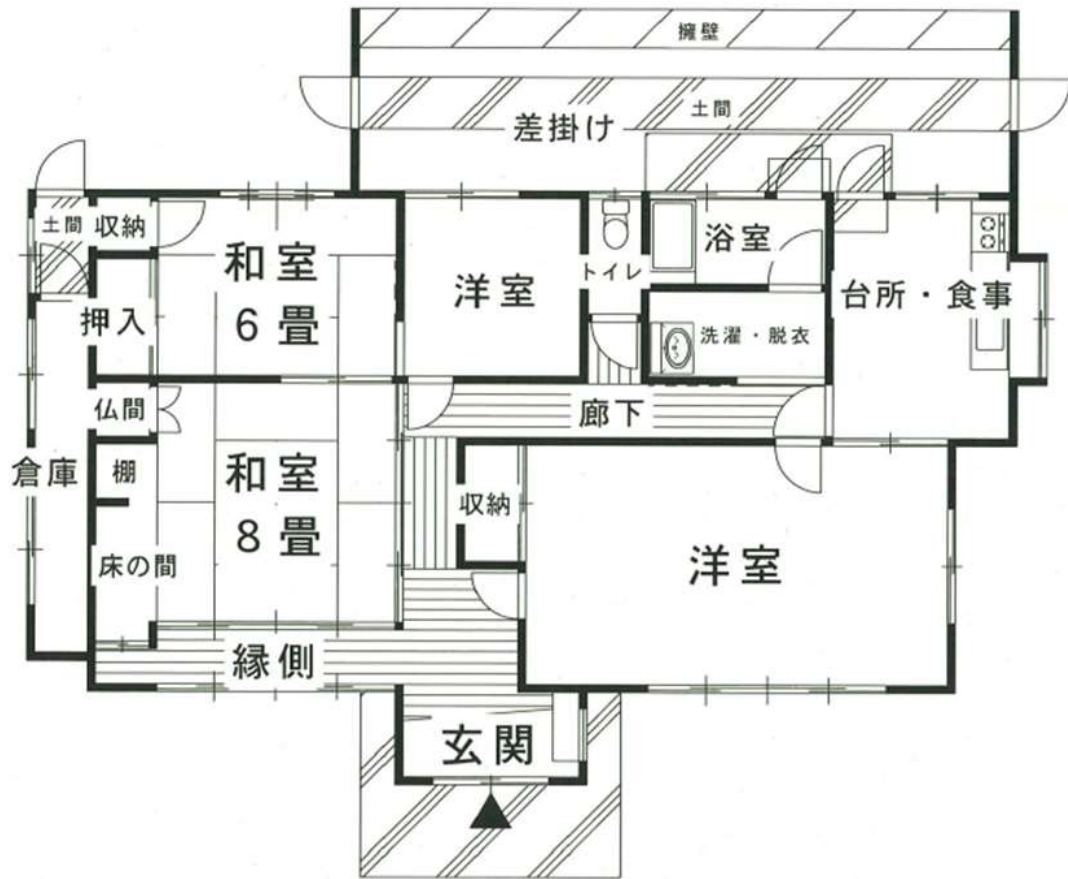 擁壁
土間
差掛け
土間
収納
和室
6畳
洋室
トイレ
浴室
台所・食事
押入
洗濯・脱衣
仏間
廊下
倉庫
棚
和室
8畳
収納
床の間
洋室
縁側
玄関